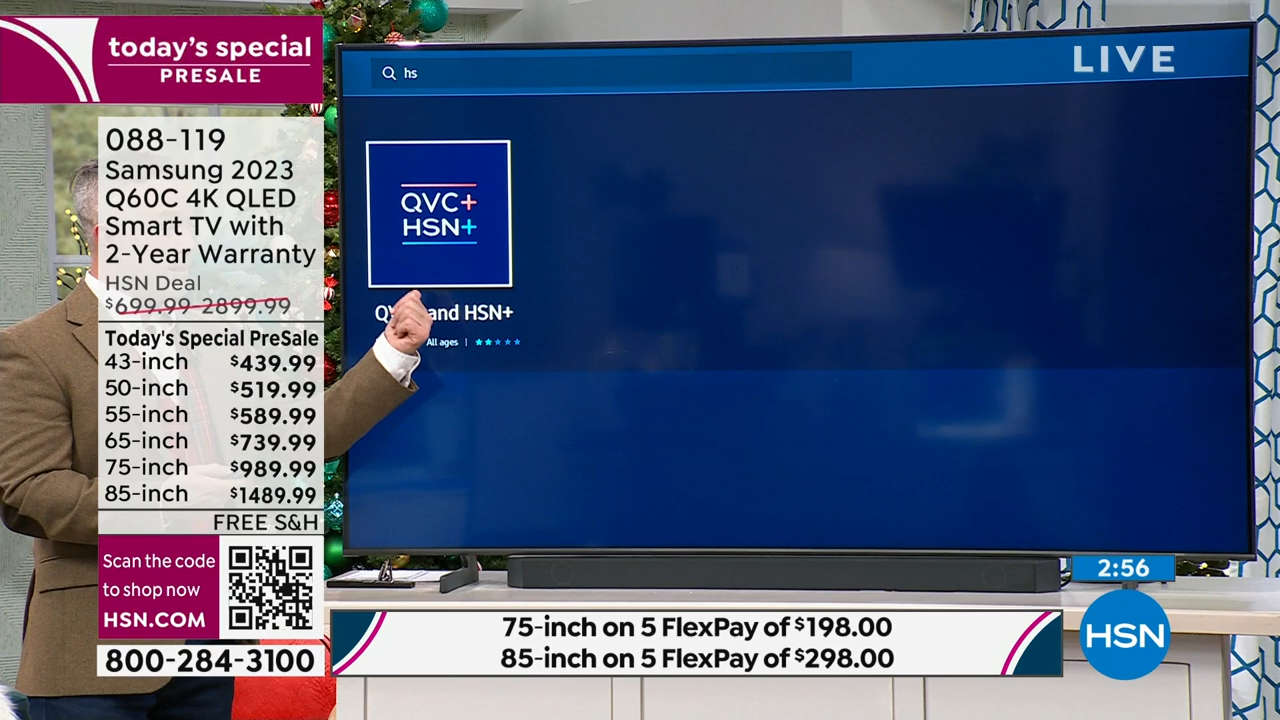 today's special
PRESALE
088-119
Samsung 2023
Q60C 4K QLED
Smart TV with
2-Year Warranty
HSN Deal
$699.99-2899.99
Today's Special PreSale
43-inch $439.99
50-inch $519.99
55-inch $589.99
65-inch $739.99
75-inch $989.99
85-inch $1489.99
FREE S&H
Scan the code
to shop now
HSN.COM
800-284-3100
hs
LIVE
QVC+
HSN+
and HSN+
All ages |
2:56
HSN
75-inch on 5 FlexPay of $198.00
85-inch on 5 FlexPay of $298.00